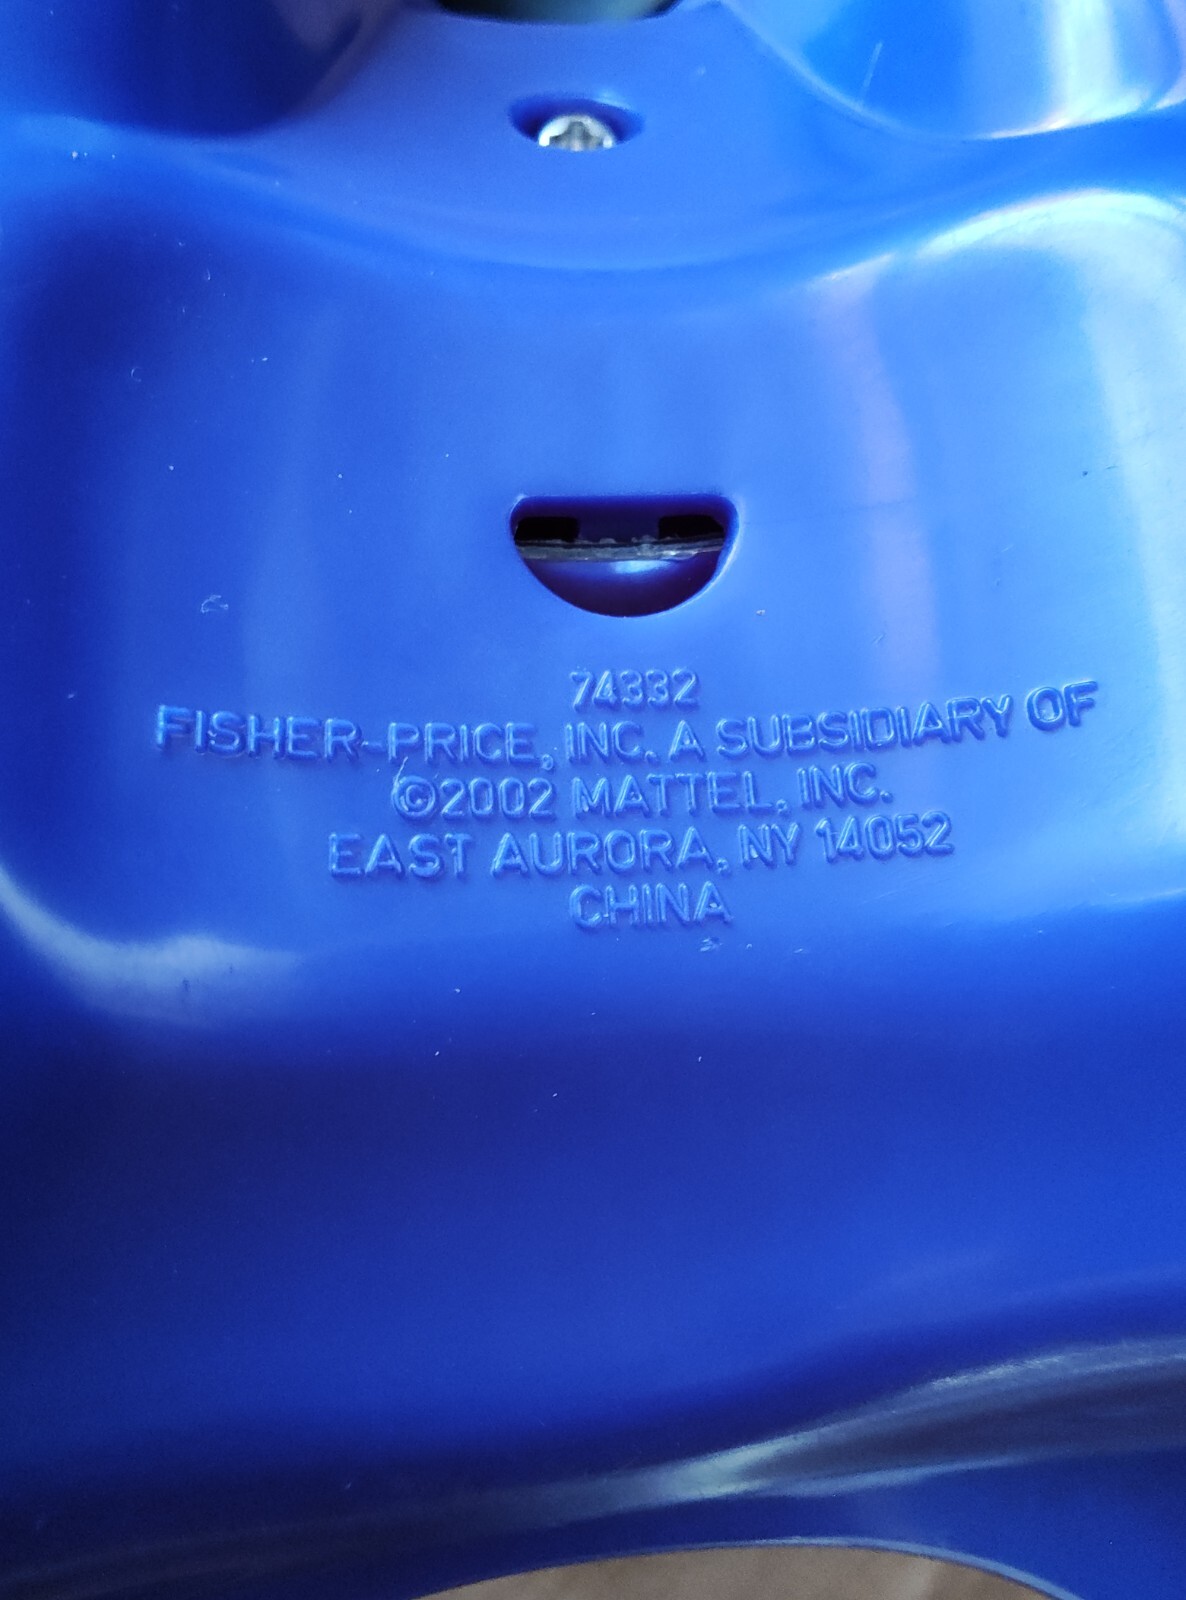 74332
FISHER-PRICE, INC. A SUBSIDIARY OF
©2002 MATTEL, INC.
EAST AURORA, NY 14052
CHINA